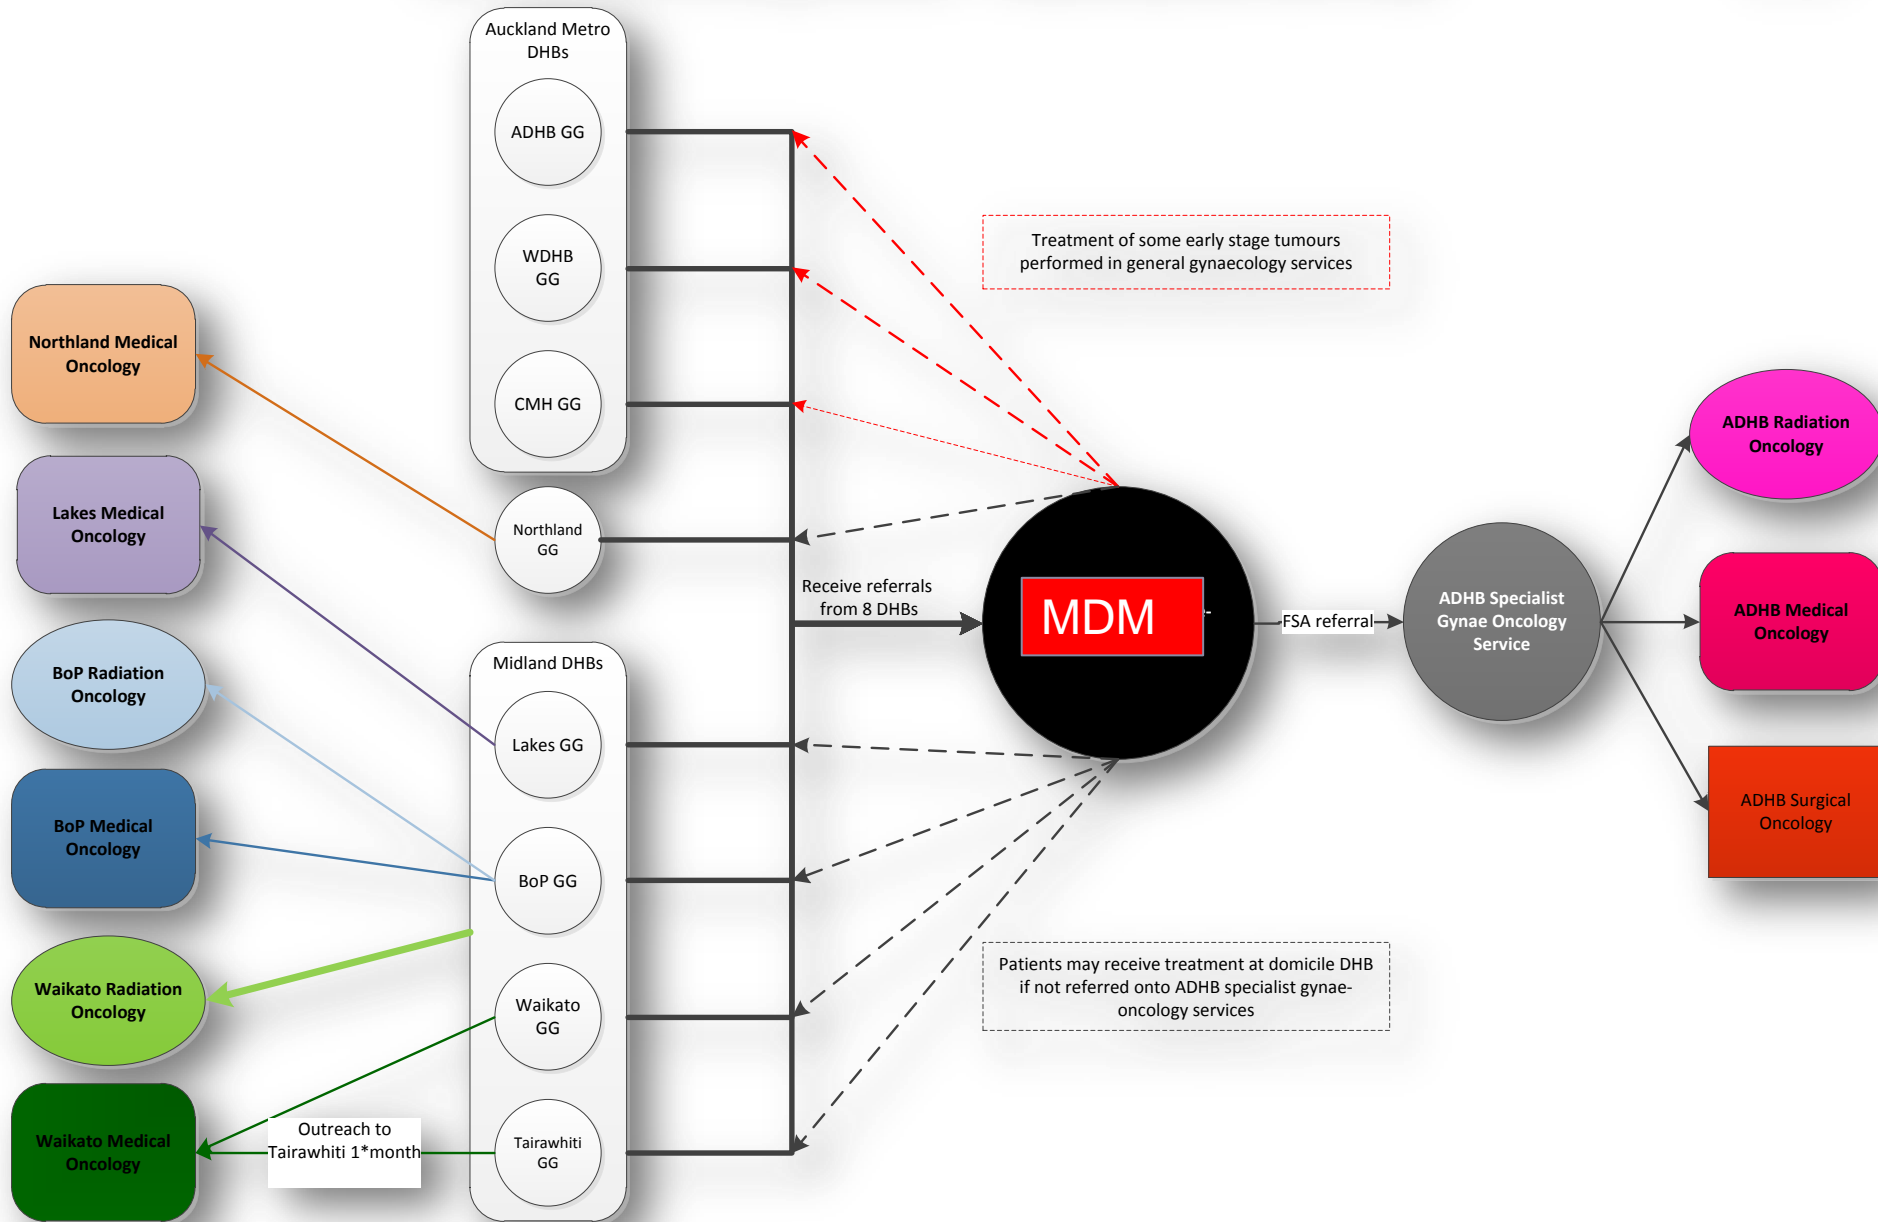 Auckland Metro
DHBs
ADHB GG
WDHB
GG
CMH GG
Northland
GG
Midland DHBs
Lakes GG
BoP GG
Waikato
GG
Tairawhiti
GG
Northland Medical
Oncology
Lakes Medical
Oncology
BoP Radiation
Oncology
BoP Medical
Oncology
Waikato Radiation
Oncology
Waikato Medical
Oncology
Outreach to
Tairawhiti 1*month
Receive referrals
from 8 DHBs
Treatment of some early stage tumours
performed in general gynaecology services
MDM
Patients may receive treatment at domicile DHB
if not referred onto ADHB specialist gynae-
oncology services
FSA referral
ADHB Specialist
Gynae Oncology
Service
ADHB Radiation
Oncology
ADHB Medical
Oncology
ADHB Surgical
Oncology